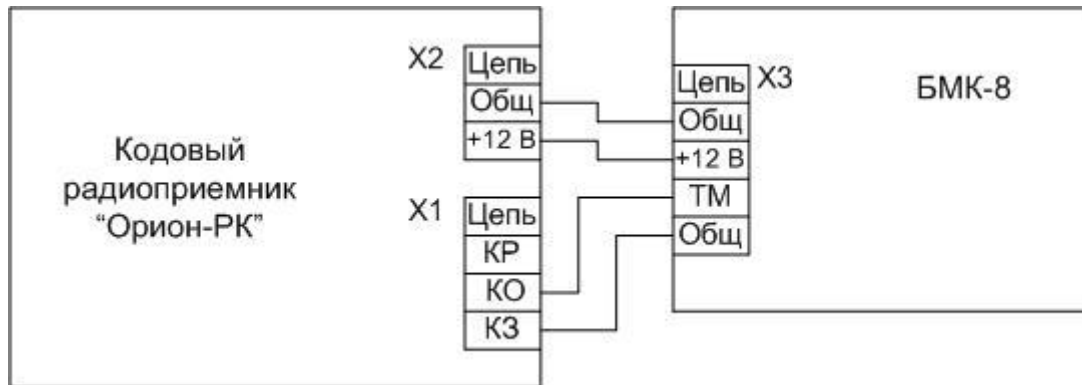 Кодовый
радиоприемник
“Орион-РК”
X2
Цепь
Общ
+12 В
X1
Цепь
КР
КО
КЗ
Цепь
X3
Общ
+12 В
ТМ
Общ
БМК-8